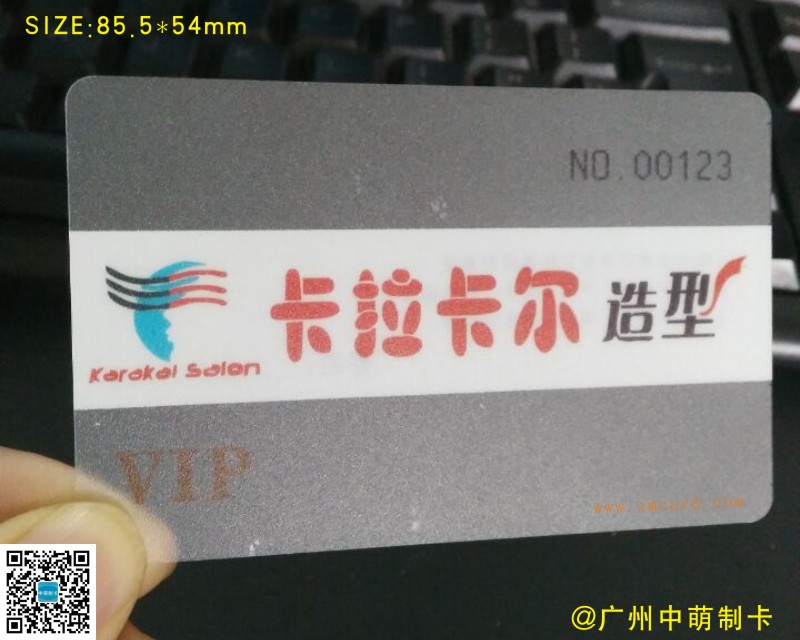 SIZE:85.5*54mm
NO.00123
卡拉卡尔 造型
Karakal Salon
VIP
@广州中萌制卡